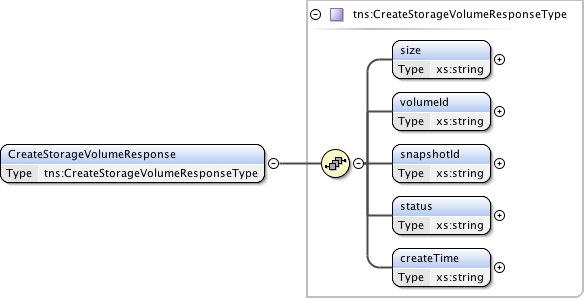 tns:CreateStorageVolumeResponseType
size
Type xs:string
volumeId
Type xs:string
CreateStorageVolumeResponse
Type tns:CreateStorageVolumeResponseType
snapshotId
Type xs:string
status
Type xs:string
createTime
Type xs:string